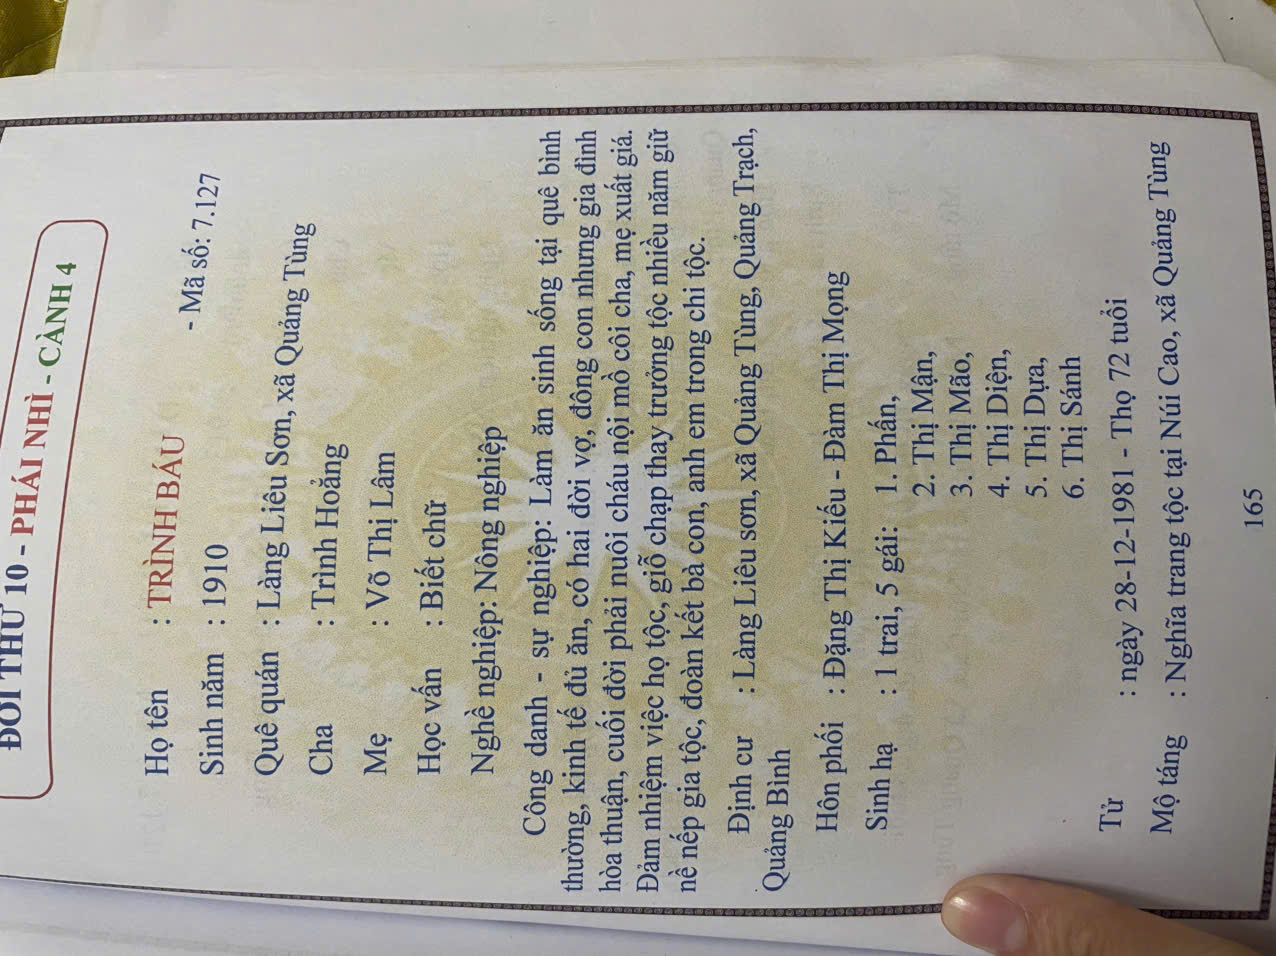 ĐỜI THỨ 10 - PHÁI NHÌ - CÀNH 4
- Mã số: 7.127
Họ tên : TRÌNH BÁU
Sinh năm : 1910
Quê quán : Làng Liêu Sơn, xã Quảng Tùng
Cha : Trình Hoảng
Mẹ : Võ Thị Lâm
Học vấn : Biết chữ
Nghề nghiệp: Nông nghiệp
Công danh - sự nghiệp: Làm ăn sinh sống tại quê bình
thường, kinh tế đủ ăn, có hai đời vợ, đông con nhưng gia đình
hòa thuận, cuối đời phải nuôi cháu nội mồ côi cha, mẹ xuất giá.
Đảm nhiệm việc họ tộc, giỗ chạp thay trưởng tộc nhiều năm giữ
nề nếp gia tộc, đoàn kết bà con, anh em trong chi tộc.
Định cư : Làng Liêu sơn, xã Quảng Tùng, Quảng Trạch,
Quảng Bình
Hôn phối : Đặng Thị Kiếu - Đàm Thị Mọng
Sinh hạ : 1 trai, 5 gái: 1. Phấn,
2. Thị Mận,
3. Thị Mão,
4. Thị Diện,
5. Thị Dựa,
6. Thị Sánh
Tử : ngày 28-12-1981 - Thọ 72 tuổi
Mộ táng : Nghĩa trang tộc tại Núi Cao, xã Quảng Tùng
165